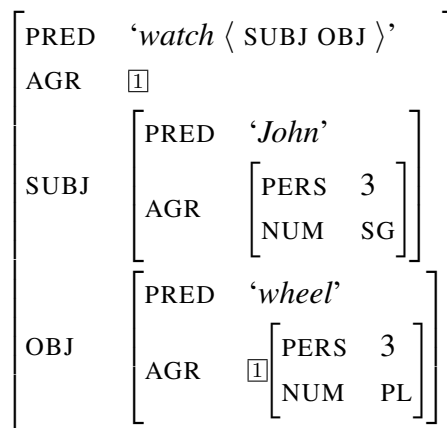 PRED ‘watch ⟨ SUBJ OBJ ⟩’
AGR 1
SUBJ
PRED ‘John’
AGR
PERS 3
NUM SG
OBJ
PRED ‘wheel’
AGR 1
PERS 3
NUM PL